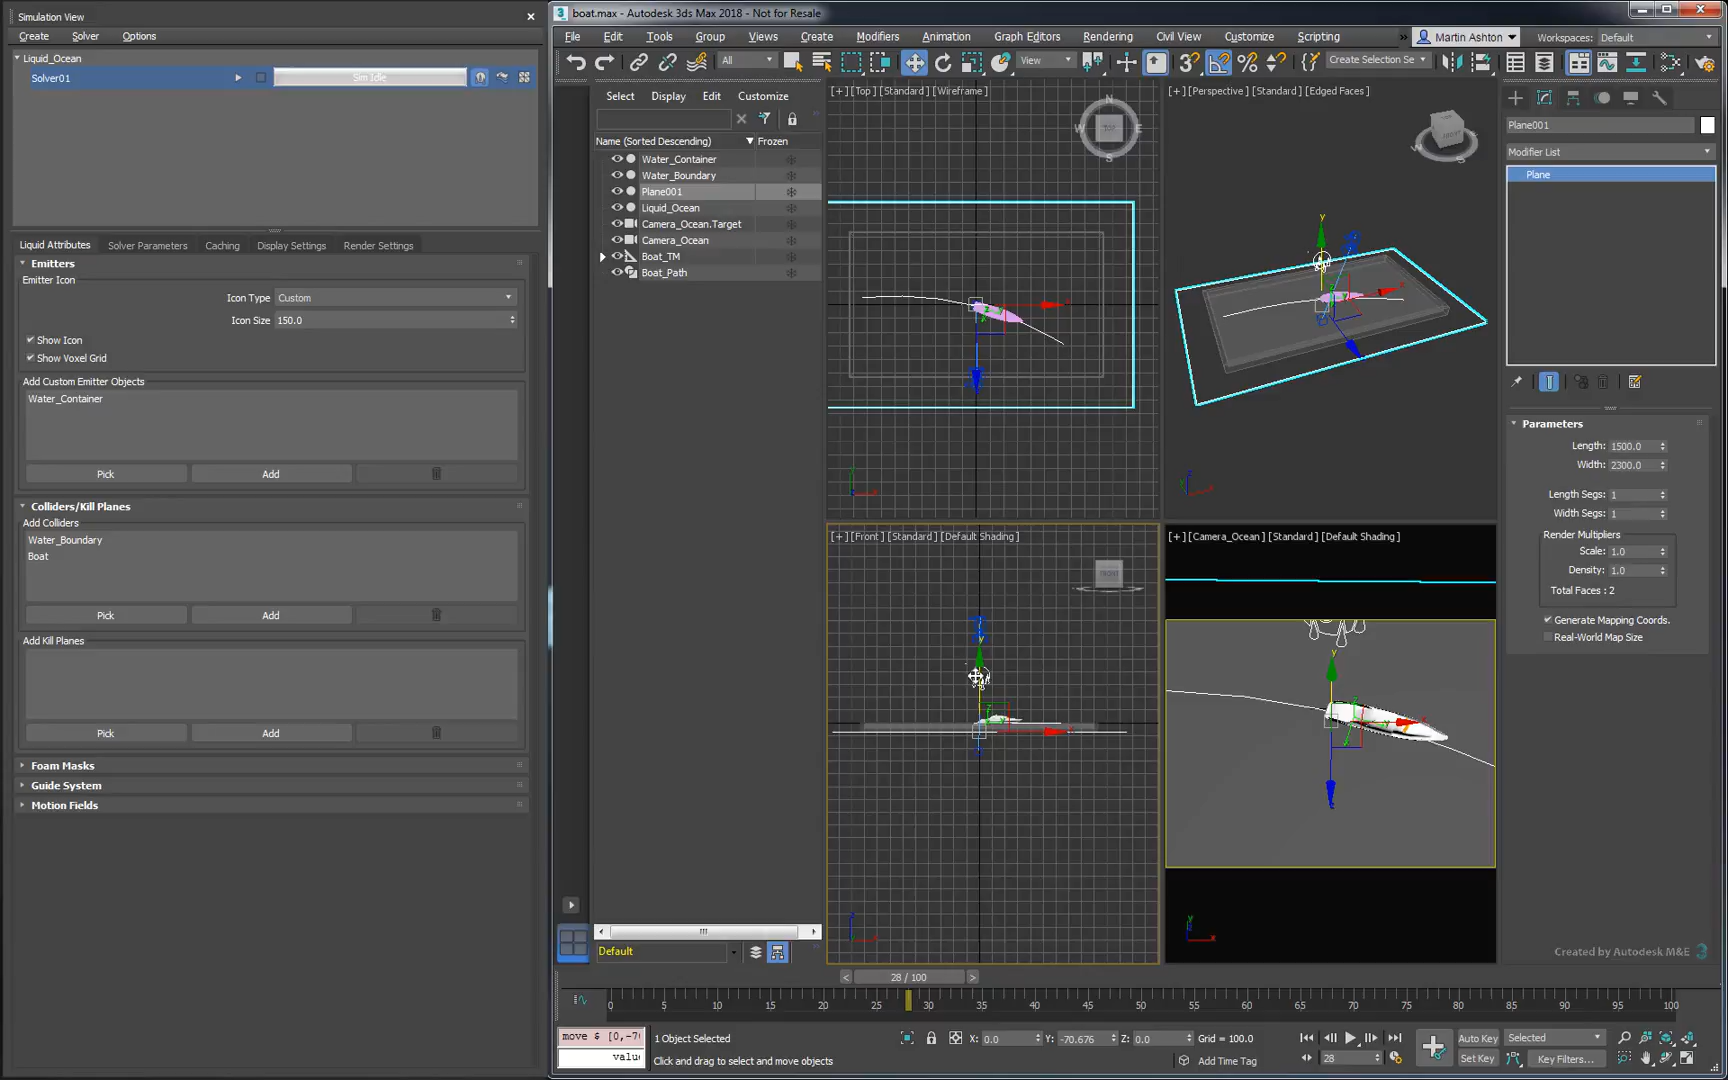 Simulation View
Create Solver Options
Liquid_Ocean
Solver01
Sim Idle
Liquid Attributes Solver Parameters Caching Display Settings Render Settings
Emitters
Emitter Icon
Icon Type Custom
Icon Size 150.0
Show Icon
Show Voxel Grid
Add Custom Emitter Objects
Water_Container
Pick Add
Colliders/Kill Planes
Add Colliders
Water_Boundary
Boat
Pick Add
Add Kill Planes
Pick Add
Foam Masks
Guide System
Motion Fields
3 boat.max - Autodesk 3ds Max 2018 - Not for Resale
File Edit Tools Group Views Create Modifiers Animation Graph Editors Rendering Civil View Customize Scripting
Martin Ashton Workspaces: Default
All View Create Selection Se
Select Display Edit Customize
Name (Sorted Descending) Frozen
Water_Container
Water_Boundary
Plane001
Liquid_Ocean
Camera_Ocean.Target
Camera_Ocean
Boat_TM
Boat_Path
Default
[+] [Top] [Standard] [Wireframe]
N
W TOP E
S
[+] [Perspective] [Standard] [Edged Faces]
[+] [Front] [Standard] [Default Shading]
FRONT
[+] [Camera_Ocean] [Standard] [Default Shading]
Plane001
Modifier List
Plane
Parameters
Length: 1500.0
Width: 2300.0
Length Segs: 1
Width Segs: 1
Render Multipliers
Scale: 1.0
Density: 1.0
Total Faces : 2
Generate Mapping Coords.
Real-World Map Size
Created by Autodesk M&E 3
< 28 / 100 >
0 5 10 15 20 25 30 35 40 45 50 55 60 65 70 75 80 85 90 95 100
move $ [0,-70
value
1 Object Selected
Click and drag to select and move objects
X: 0.0 Y: -70.676 Z: 0.0 Grid = 100.0
Add Time Tag
28
Auto Key Selected
Set Key Key Filters...